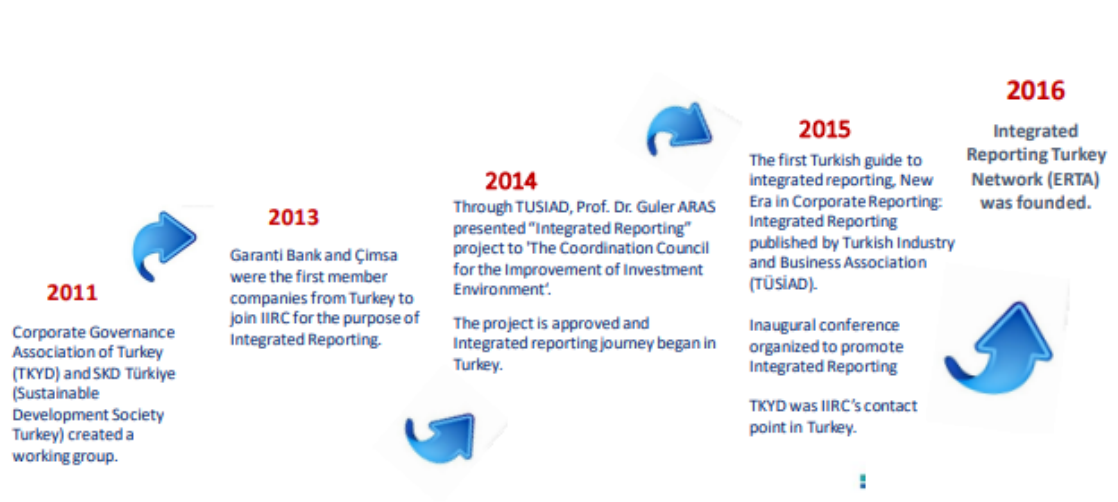 2011
Corporate Governance
Association of Turkey
(TKYD) and SKD Türkiye
(Sustainable
Development Society
Turkey) created a
working group.
2013
Garanti Bank and Çimsa
were the first member
companies from Turkey to
join IIRC for the purpose of
Integrated Reporting.
2014
Through TUSIAD, Prof. Dr. Guler ARAS
presented “Integrated Reporting”
project to 'The Coordination Council
for the Improvement of Investment
Environment’.
The project is approved and
Integrated reporting journey began in
Turkey.
2015
The first Turkish guide to
integrated reporting, New
Era in Corporate Reporting:
Integrated Reporting
published by Turkish Industry
and Business Association
(TÜSİAD).
Inaugural conference
organized to promote
Integrated Reporting
TKYD was IIRC’s contact
point in Turkey.
2016
Integrated
Reporting Turkey
Network (ERTA)
was founded.